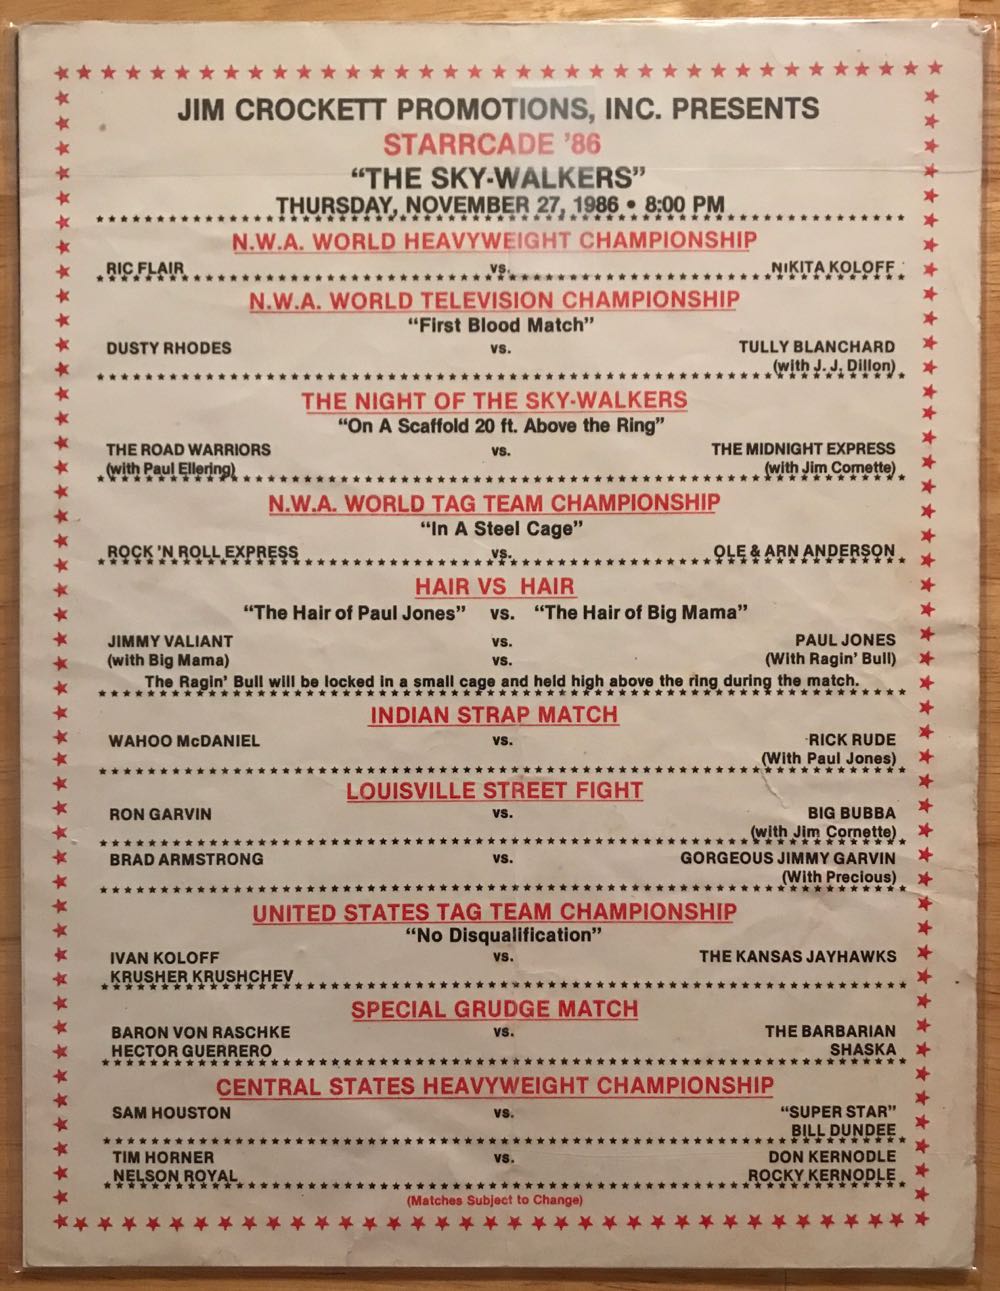 JIM CROCKETT PROMOTIONS, INC. PRESENTS
STARRCADE '86
"THE SKY-WALKERS"
THURSDAY, NOVEMBER 27, 1986 • 8:00 PM
N.W.A. WORLD HEAVYWEIGHT CHAMPIONSHIP
RIC FLAIR vs. NIKITA KOLOFF
N.W.A. WORLD TELEVISION CHAMPIONSHIP
"First Blood Match"
DUSTY RHODES vs. TULLY BLANCHARD
(with J. J. Dillon)
THE NIGHT OF THE SKY-WALKERS
"On A Scaffold 20 ft. Above the Ring"
THE ROAD WARRIORS vs. THE MIDNIGHT EXPRESS
(with Paul Ellering) (with Jim Cornette)
N.W.A. WORLD TAG TEAM CHAMPIONSHIP
"In A Steel Cage"
ROCK 'N ROLL EXPRESS vs. OLE & ARN ANDERSON
HAIR VS HAIR
"The Hair of Paul Jones" vs. "The Hair of Big Mama"
JIMMY VALIANT vs. PAUL JONES
(with Big Mama) vs. (With Ragin' Bull)
The Ragin' Bull will be locked in a small cage and held high above the ring during the match.
INDIAN STRAP MATCH
WAHOO McDANIEL vs. RICK RUDE
(With Paul Jones)
LOUISVILLE STREET FIGHT
RON GARVIN vs. BIG BUBBA
(with Jim Cornette)
BRAD ARMSTRONG vs. GORGEOUS JIMMY GARVIN
(With Precious)
UNITED STATES TAG TEAM CHAMPIONSHIP
"No Disqualification"
IVAN KOLOFF vs. THE KANSAS JAYHAWKS
KRUSHER KRUSHCHEV
SPECIAL GRUDGE MATCH
BARON VON RASCHKE vs. THE BARBARIAN
HECTOR GUERRERO SHASKA
CENTRAL STATES HEAVYWEIGHT CHAMPIONSHIP
SAM HOUSTON vs. "SUPER STAR"
BILL DUNDEE
TIM HORNER vs. DON KERNODLE
NELSON ROYAL ROCKY KERNODLE
(Matches Subject to Change)